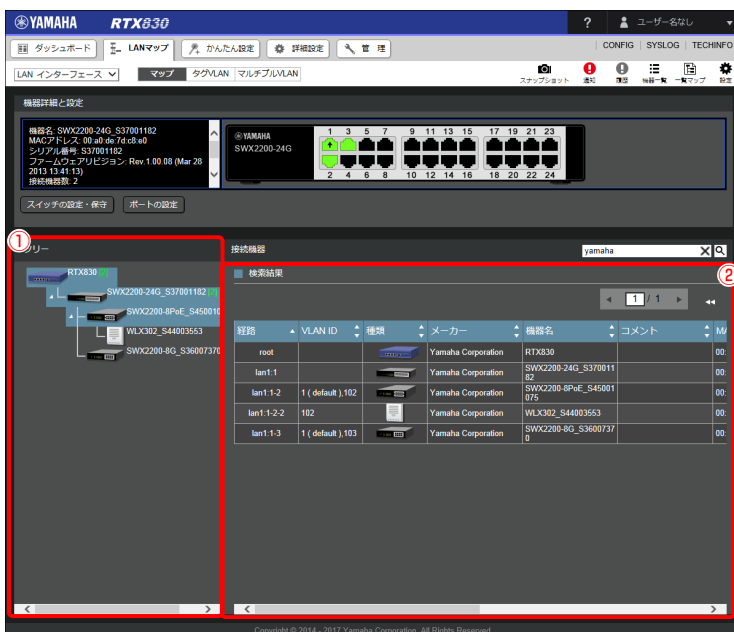 YAMAHA RTX830 ? ユーザーなし
ダッシュボード LANマップ かんたん設定 詳細設定 管 理 CONFIG SYSLOG TECHINFO
LAN インターフェース マップ タグVLAN マルチプルVLAN スナップショット 通知 履歴 機器一覧 一覧マップ 設定
機器詳細と設定
機器名: SWX2200-24G_S37001182
MACアドレス: 00:a0:de:7d:c8:e0
シリアル番号: S37001182
ファームウェアリビジョン: Rev.1.00.08 (Mar 28
2013 13:41:13)
接続機器数: 2
YAMAHA
SWX2200-24G
1 3 5 7 9 11 13 15 17 19 21 23
2 4 6 8 10 12 14 16 18 20 22 24
スイッチの設定・保守 ポートの設定
① ツリー
RTX830
SWX2200-24G_S37001182
SWX2200-8PoE_S450010
WLX302_S44003553
SWX2200-8G_S36007370
接続機器 yamaha
② 検索結果
1 / 1
経路 VLAN ID 種類 メーカー 機器名 コメント MA
root Yamaha Corporation RTX830 00:
lan1:1 Yamaha Corporation SWX2200-24G_S370011
82 00:
lan1:1-2 1 ( default ),102 Yamaha Corporation SWX2200-8PoE_S45001
075 00:
lan1:1-2-2 102 Yamaha Corporation WLX302_S44003553 00:
lan1:1-3 1 ( default ),103 Yamaha Corporation SWX2200-8G_S3600737
0 00:
Copyright © 2014 - 2017 Yamaha Corporation. All Rights Reserved.